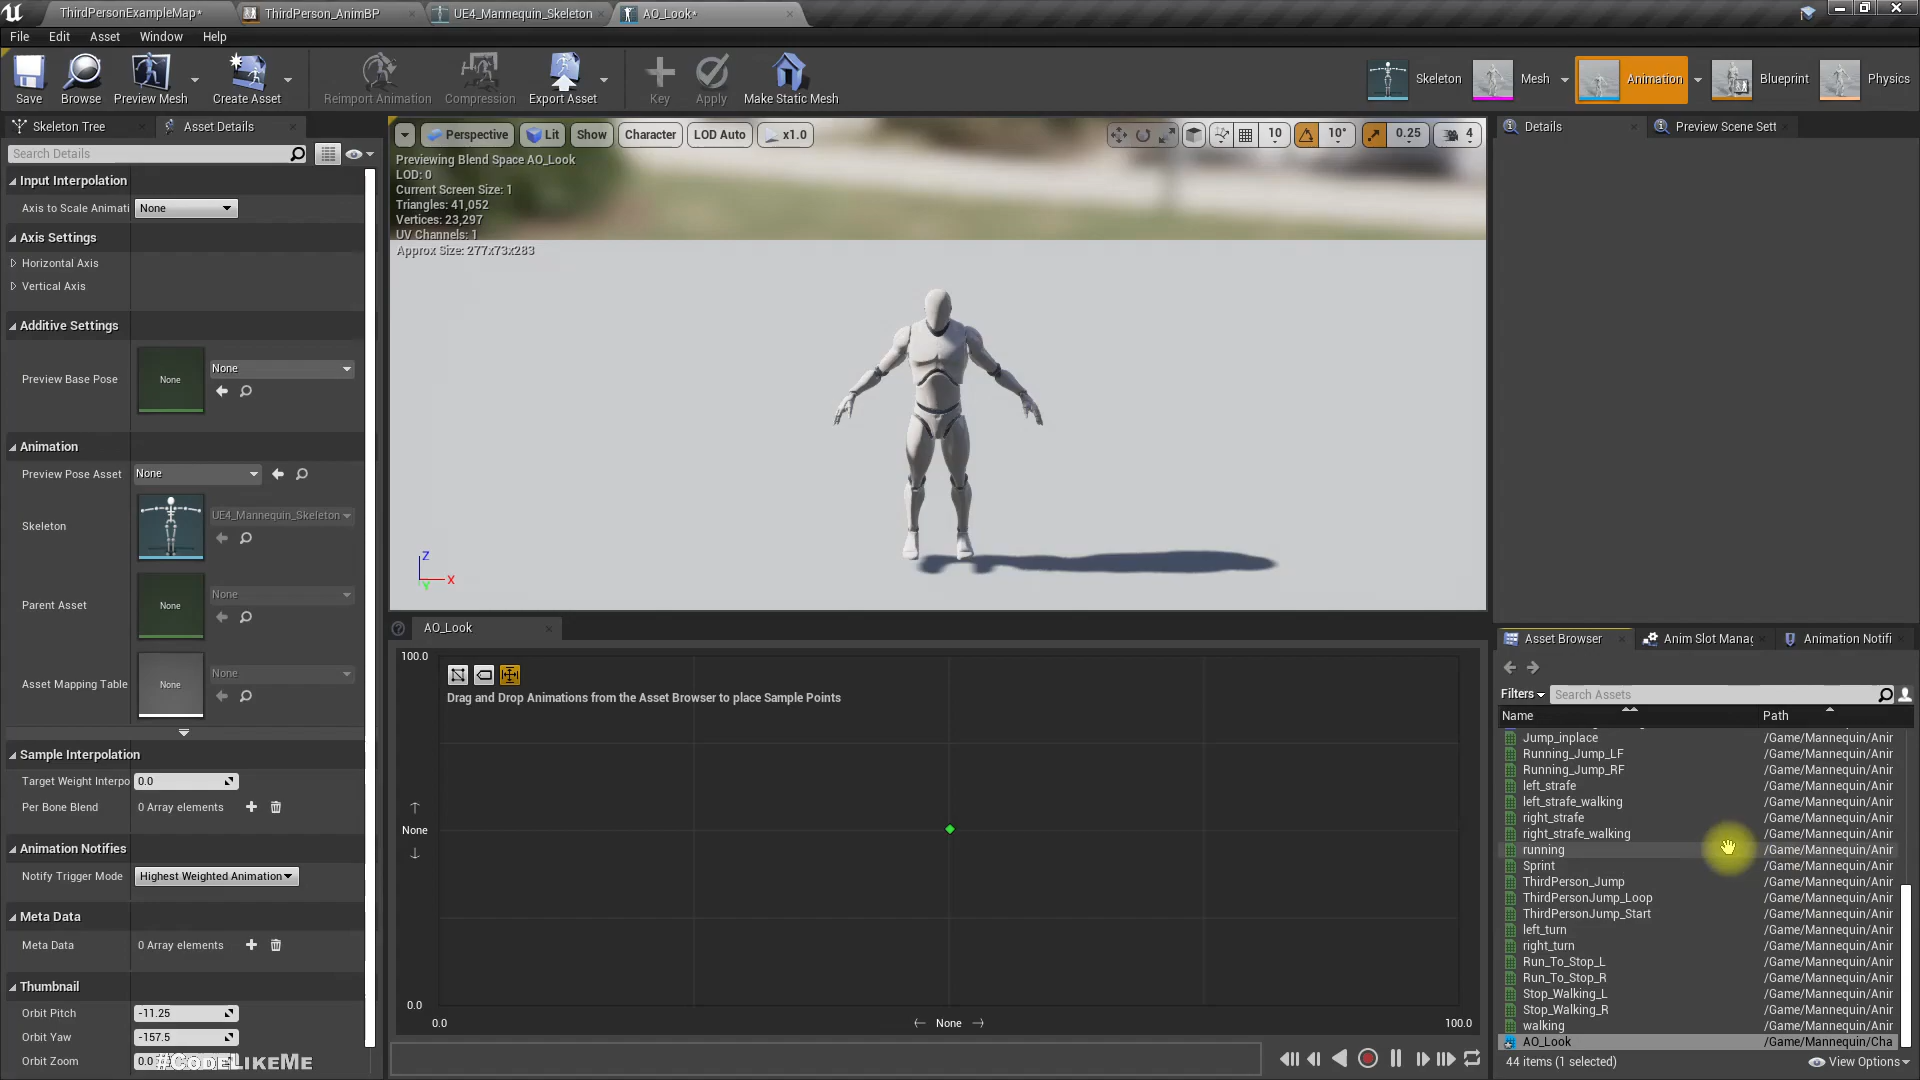 ThirdPersonExampleMap*
ThirdPerson_AnimBP
UE4_Mannequin_Skeleton
AO_Look*
File
Edit
Asset
Window
Help
Save
Browse
Preview Mesh
Create Asset
Reimport Animation
Compression
Export Asset
Key
Apply
Make Static Mesh
Skeleton
Mesh
Animation
Blueprint
Physics
Skeleton Tree
Asset Details
Search Details
Input Interpolation
Axis to Scale Animati
None
Axis Settings
Horizontal Axis
Vertical Axis
Additive Settings
Preview Base Pose
None
None
Animation
Preview Pose Asset
None
Skeleton
UE4_Mannequin_Skeleton
Parent Asset
None
None
Asset Mapping Table
None
None
Sample Interpolation
Target Weight Interpo
0.0
Per Bone Blend
0 Array elements
Animation Notifies
Notify Trigger Mode
Highest Weighted Animation
Meta Data
Meta Data
0 Array elements
Thumbnail
Orbit Pitch
-11.25
Orbit Yaw
-157.5
Orbit Zoom
0.0
#CodeLikeMe
Perspective
Lit
Show
Character
LOD Auto
x1.0
10
10°
0.25
4
Previewing Blend Space AO_Look
LOD: 0
Current Screen Size: 1
Triangles: 41,052
Vertices: 23,297
UV Channels: 1
Approx Size: 277x73x283
Z
X
Y
AO_Look
100.0
Drag and Drop Animations from the Asset Browser to place Sample Points
None
0.0
0.0
None
100.0
Details
Preview Scene Sett
Asset Browser
Anim Slot Manag
Animation Notifi
Filters
Search Assets
Name
Path
Jump_inplace /Game/Mannequin/Anir
Running_Jump_LF /Game/Mannequin/Anir
Running_Jump_RF /Game/Mannequin/Anir
left_strafe /Game/Mannequin/Anir
left_strafe_walking /Game/Mannequin/Anir
right_strafe /Game/Mannequin/Anir
right_strafe_walking /Game/Mannequin/Anir
running /Game/Mannequin/Anir
Sprint /Game/Mannequin/Anir
ThirdPerson_Jump /Game/Mannequin/Anir
ThirdPersonJump_Loop /Game/Mannequin/Anir
ThirdPersonJump_Start /Game/Mannequin/Anir
left_turn /Game/Mannequin/Anir
right_turn /Game/Mannequin/Anir
Run_To_Stop_L /Game/Mannequin/Anir
Run_To_Stop_R /Game/Mannequin/Anir
Stop_Walking_L /Game/Mannequin/Anir
Stop_Walking_R /Game/Mannequin/Anir
walking /Game/Mannequin/Anir
AO_Look /Game/Mannequin/Cha
44 items (1 selected)
View Options